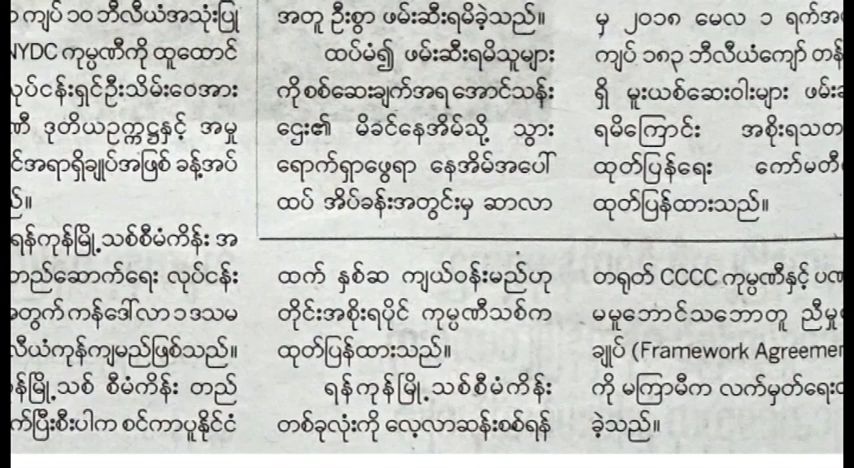 ကျပ် ၁၀ ဘီလီယံအသုံးပြု
NYDC ကုမ္ပဏီကို ထူထောင်
လုပ်ငန်းရှင်ဦးသိမ်းဝေအား
ဒုတိယဥက္ကဋ္ဌနှင့် အမှု
အရာရှိချုပ်အဖြစ် ခန့်အပ်
ရန်ကုန်မြို့သစ်စီမံကိန်း အ
တည်ဆောက်ရေး လုပ်ငန်း
အတွက်ကန်ဒေါ်လာ ၁ ဒသမ
ဘီလီယံကုန်ကျမည်ဖြစ်သည်။
ကုန်မြို့သစ် စီမံကိန်း တည်
ပြီးစီးပါက စင်ကာပူနိုင်ငံ
အတူ ဦးစွာ ဖမ်းဆီးရမိခဲ့သည်။
ထပ်မံ၍ ဖမ်းဆီးရမိသူများ
ကိုစစ်ဆေးချက်အရအောင်သန်း
ဌေး၏ မိခင်နေအိမ်သို့ သွား
ရောက်ရှာဖွေရာ နေအိမ်အပေါ်
ထပ် အိပ်ခန်းအတွင်းမှ ဆာလာ
ထက် နှစ်ဆ ကျယ်ဝန်းမည်ဟု
တိုင်းအစိုးရပိုင် ကုမ္ပဏီသစ်က
ထုတ်ပြန်ထားသည်။
ရန်ကုန်မြို့သစ်စီမံကိန်း
တစ်ခုလုံးကို လေ့လာဆန်းစစ်ရန်
မှ ၂၀၁၈ မေလ ၁ ရက်အ
ကျပ် ၁၈၃ ဘီလီယံကျော် တန်
ရှိ မူးယစ်ဆေးဝါးများ ဖမ်း
ရမိကြောင်း အစိုးရသတ
ထုတ်ပြန်ရေး ကော်မတီ
ထုတ်ပြန်ထားသည်။
တရုတ် CCCC ကုမ္ပဏီနှင့် ပဏ
မမူဘောင်သဘောတူ ညီမှု
ချုပ် (Framework Agreemen
ကို မကြာမီက လက်မှတ်ရေး
ခဲ့သည်။